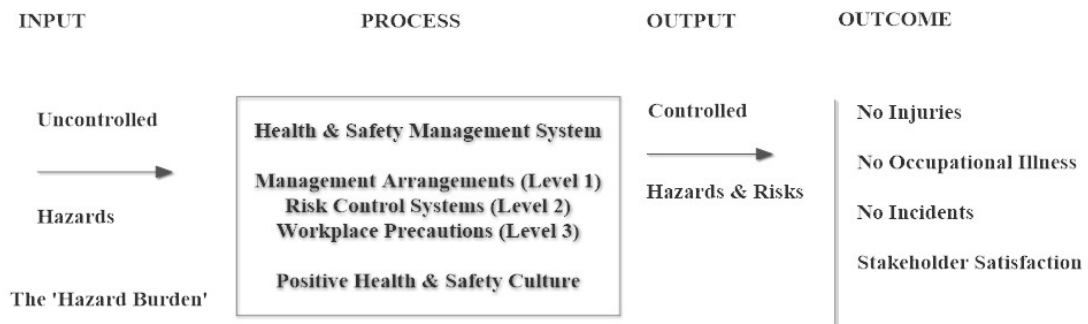 INPUT
PROCESS
OUTPUT
OUTCOME
Uncontrolled
Hazards
The 'Hazard Burden'
Health & Safety Management System
Management Arrangements (Level 1)
Risk Control Systems (Level 2)
Workplace Precautions (Level 3)
Positive Health & Safety Culture
Controlled
Hazards & Risks
No Injuries
No Occupational Illness
No Incidents
Stakeholder Satisfaction